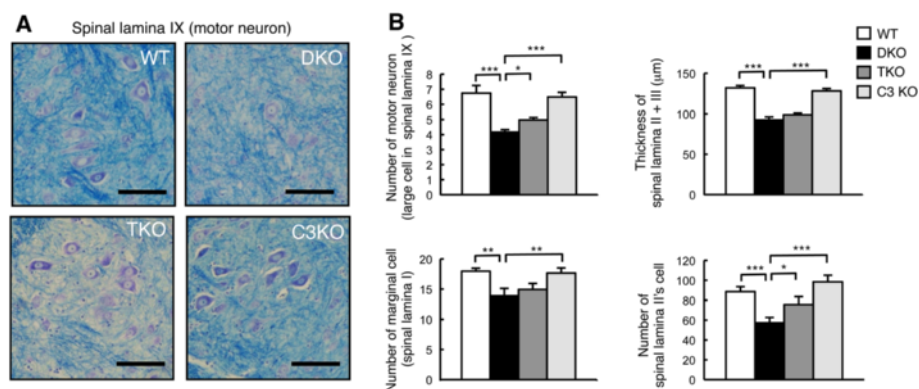 A
Spinal lamina IX (motor neuron)
WT
DKO
TKO
C3KO
B
WT
DKO
TKO
C3 KO
Number of motor neuron
(large cell in spinal lamina IX)
8
7
6
5
4
3
2
1
0
***
*
***
Thickness of
spinal lamina II + III (μm)
150
100
50
0
***
***
Number of marginal cell
(spinal lamina I)
20
15
10
5
0
**
**
Number of
spinal lamina II's cell
120
100
80
60
40
20
0
***
*
***